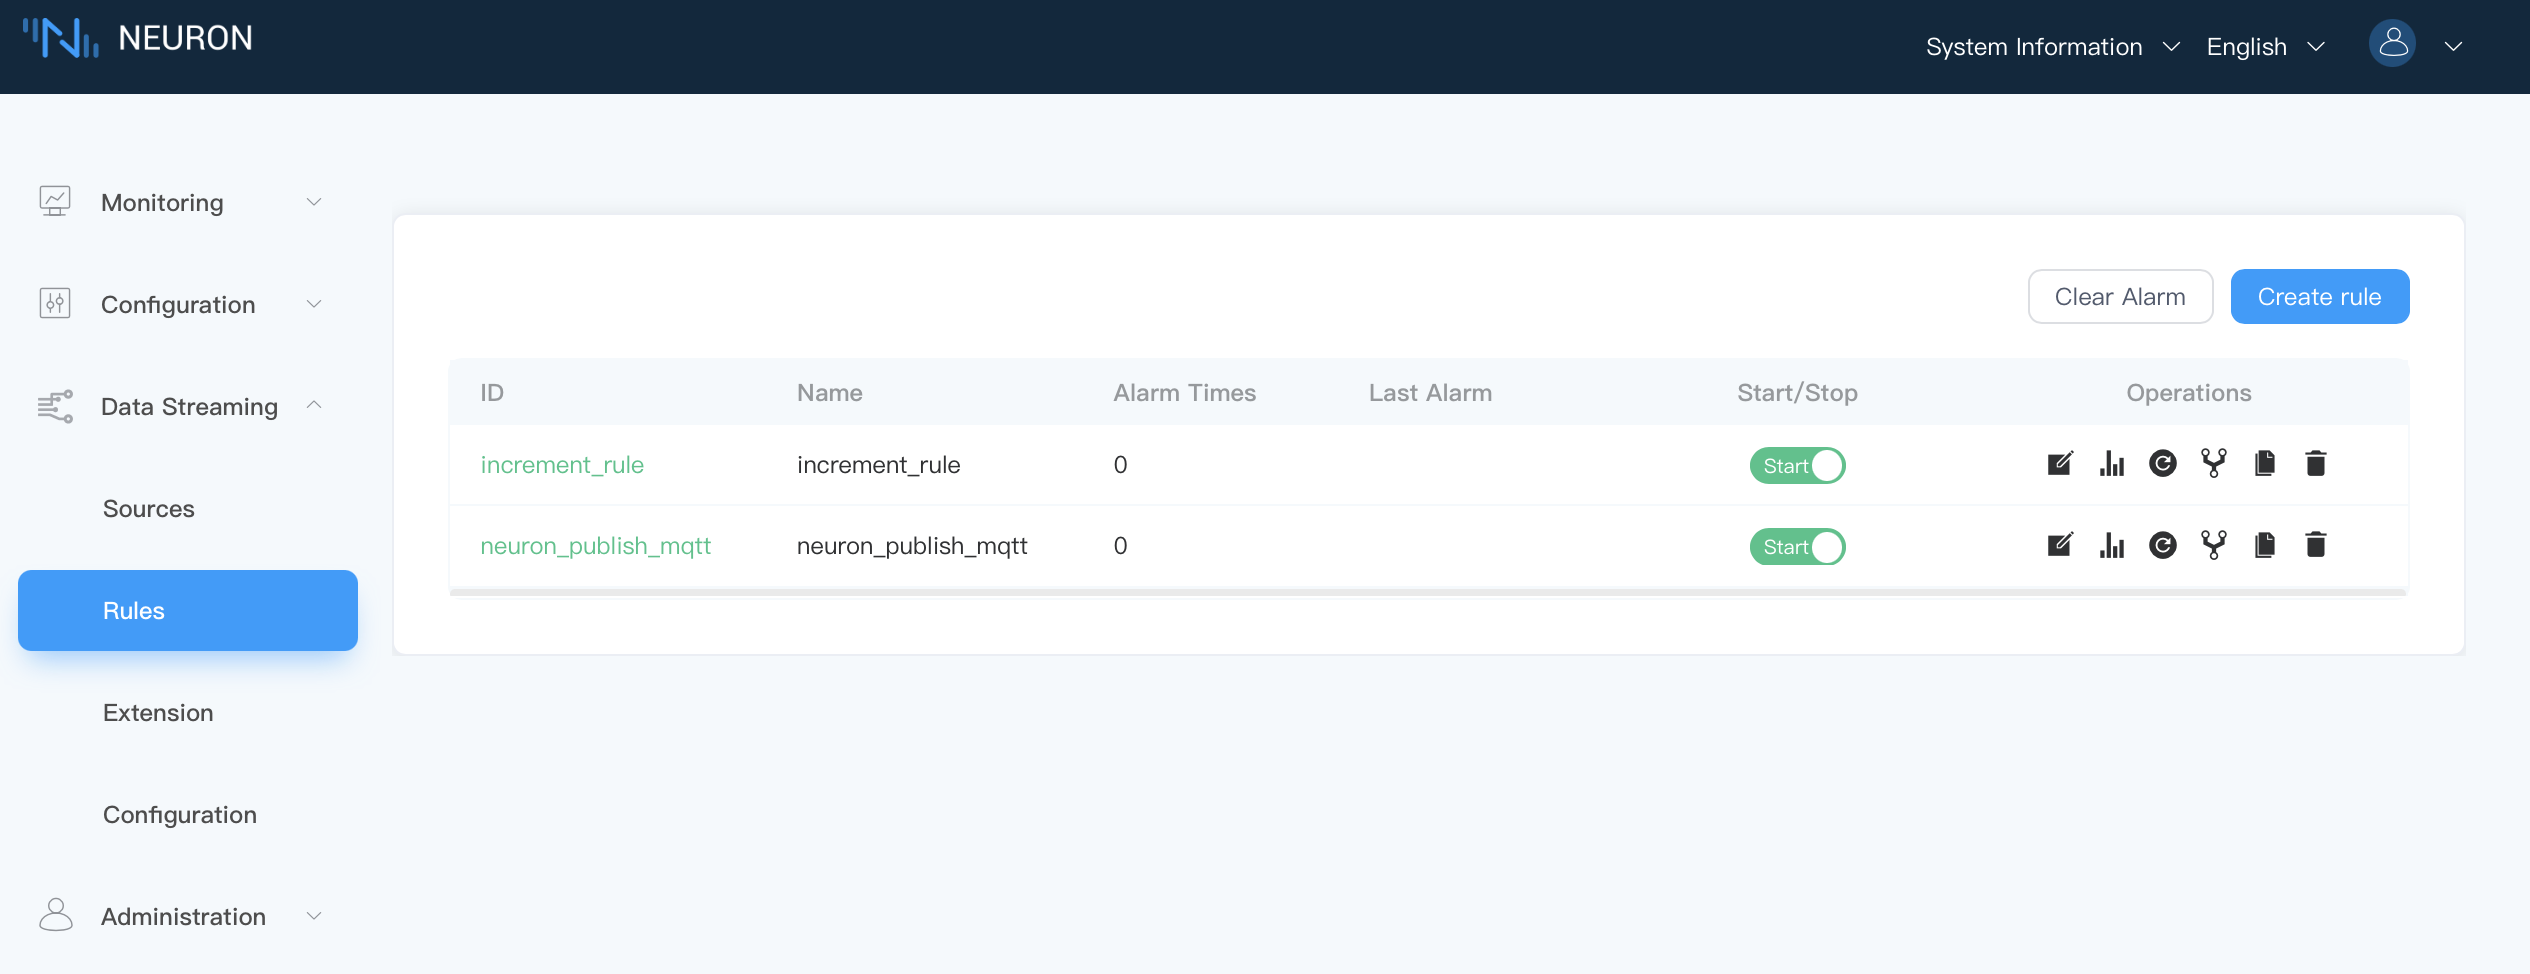 NEURON
System Information English
Monitoring
Configuration
Data Streaming
Sources
Rules
Extension
Configuration
Administration
Clear Alarm Create rule
ID Name Alarm Times Last Alarm Start/Stop Operations
increment_rule increment_rule 0 Start
neuron_publish_mqtt neuron_publish_mqtt 0 Start